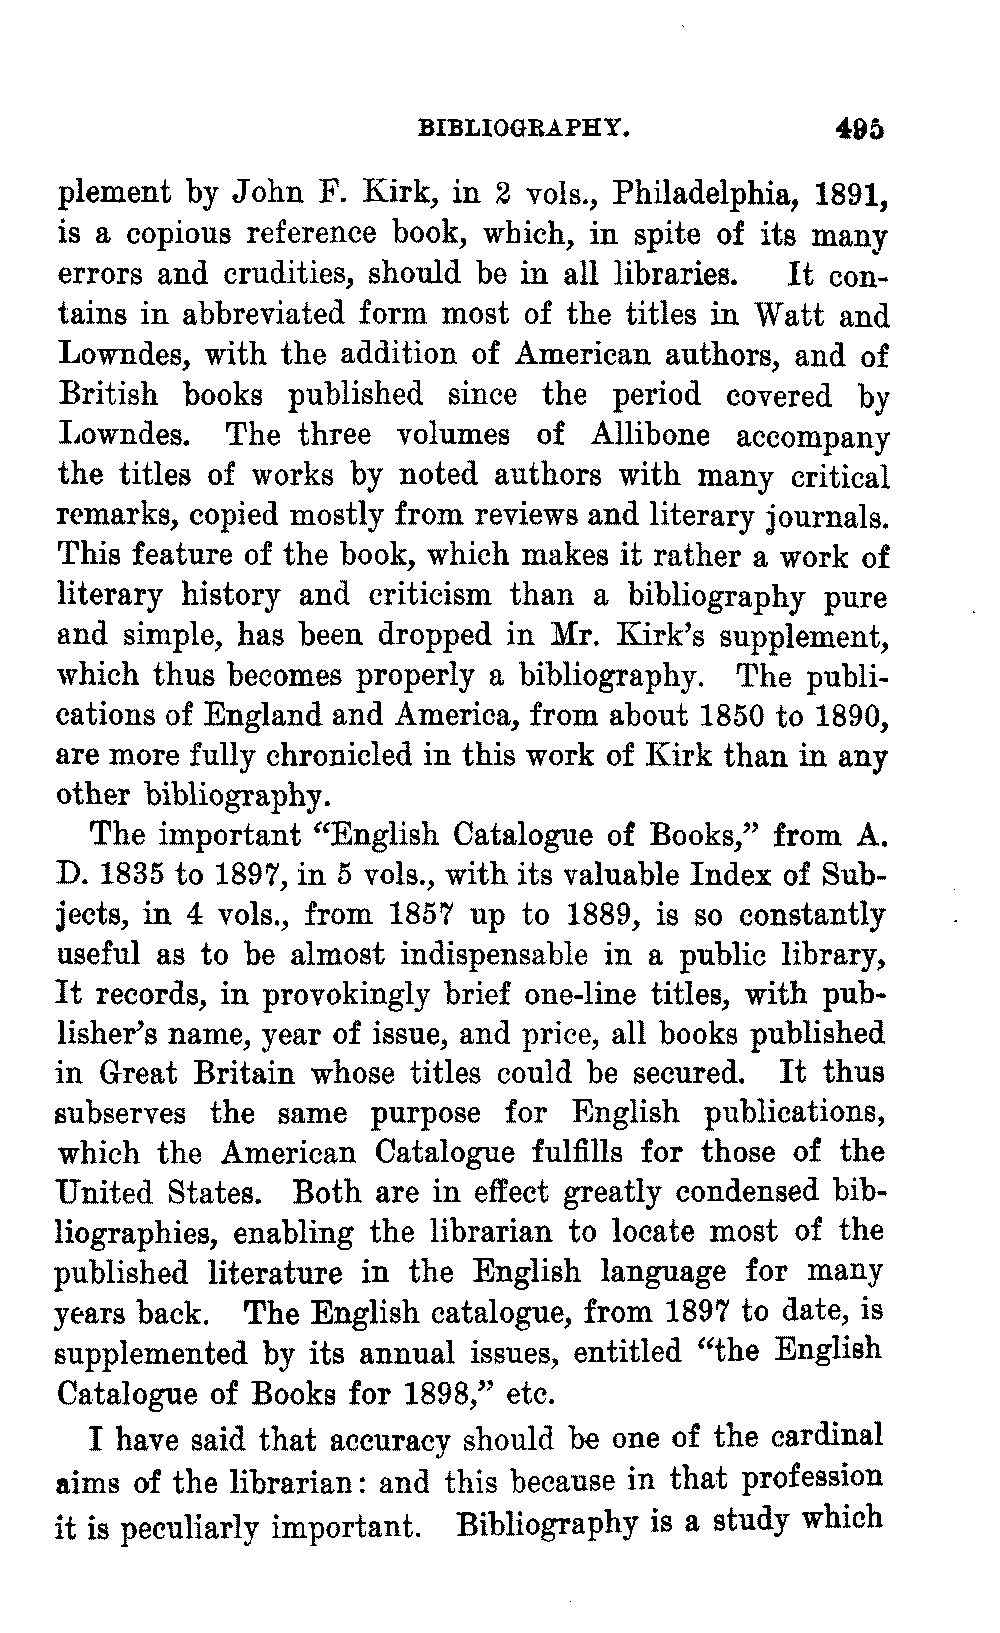 BIBLIOGRAPHY. 495
plement by John F. Kirk, in 2 vols., Philadelphia, 1891,
is a copious reference book, which, in spite of its many
errors and crudities, should be in all libraries. It con-
tains in abbreviated form most of the titles in Watt and
Lowndes, with the addition of American authors, and of
British books published since the period covered by
Lowndes. The three volumes of Allibone accompany
the titles of works by noted authors with many critical
remarks, copied mostly from reviews and literary journals.
This feature of the book, which makes it rather a work of
literary history and criticism than a bibliography pure
and simple, has been dropped in Mr. Kirk's supplement,
which thus becomes properly a bibliography. The publi-
cations of England and America, from about 1850 to 1890,
are more fully chronicled in this work of Kirk than in any
other bibliography.
The important “English Catalogue of Books,” from A.
D. 1835 to 1897, in 5 vols., with its valuable Index of Sub-
jects, in 4 vols., from 1857 up to 1889, is so constantly
useful as to be almost indispensable in a public library,
It records, in provokingly brief one-line titles, with pub-
lisher's name, year of issue, and price, all books published
in Great Britain whose titles could be secured. It thus
subserves the same purpose for English publications,
which the American Catalogue fulfills for those of the
United States. Both are in effect greatly condensed bib-
liographies, enabling the librarian to locate most of the
published literature in the English language for many
years back. The English catalogue, from 1897 to date, is
supplemented by its annual issues, entitled “the English
Catalogue of Books for 1898,” etc.
I have said that accuracy should be one of the cardinal
aims of the librarian: and this because in that profession
it is peculiarly important. Bibliography is a study which